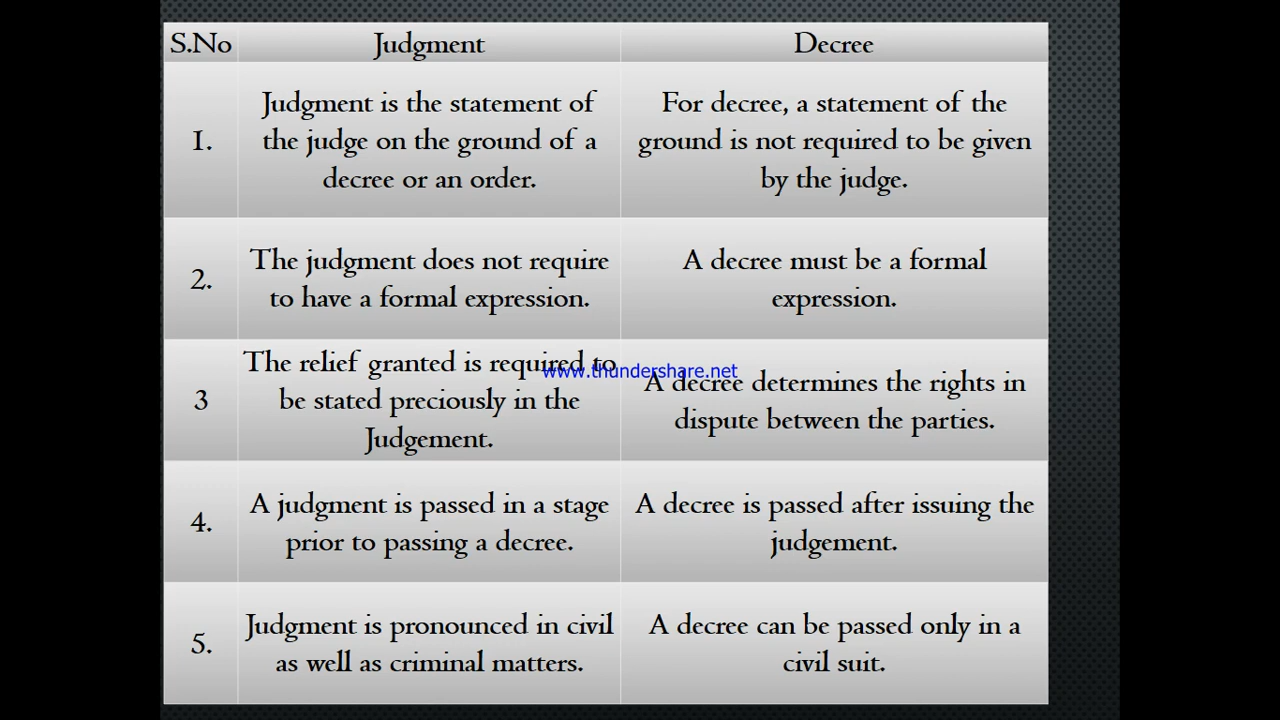 S.No Judgment Decree
1.
Judgment is the statement of
the judge on the ground of a
decree or an order.
For decree, a statement of the
ground is not required to be given
by the judge.
2.
The judgment does not require
to have a formal expression.
A decree must be a formal
expression.
3
The relief granted is required to
be stated preciously in the
Judgement.
www.thundershare.net
A decree determines the rights in
dispute between the parties.
4.
A judgment is passed in a stage
prior to passing a decree.
A decree is passed after issuing the
judgement.
5.
Judgment is pronounced in civil
as well as criminal matters.
A decree can be passed only in a
civil suit.